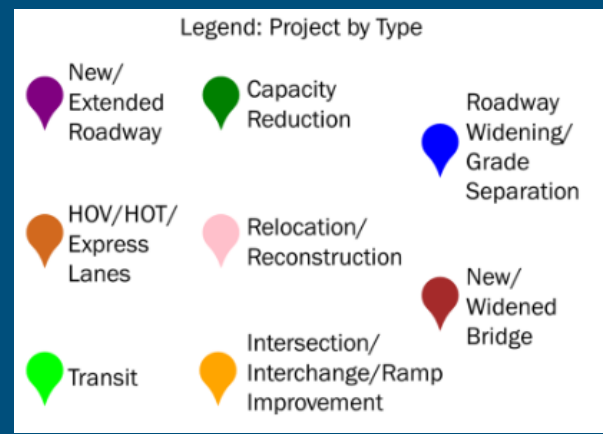 Legend: Project by Type
New/
Extended
Roadway
Capacity
Reduction
Roadway
Widening/
Grade
Separation
HOV/HOT/
Express
Lanes
Relocation/
Reconstruction
New/
Widened
Bridge
Transit
Intersection/
Interchange/Ramp
Improvement